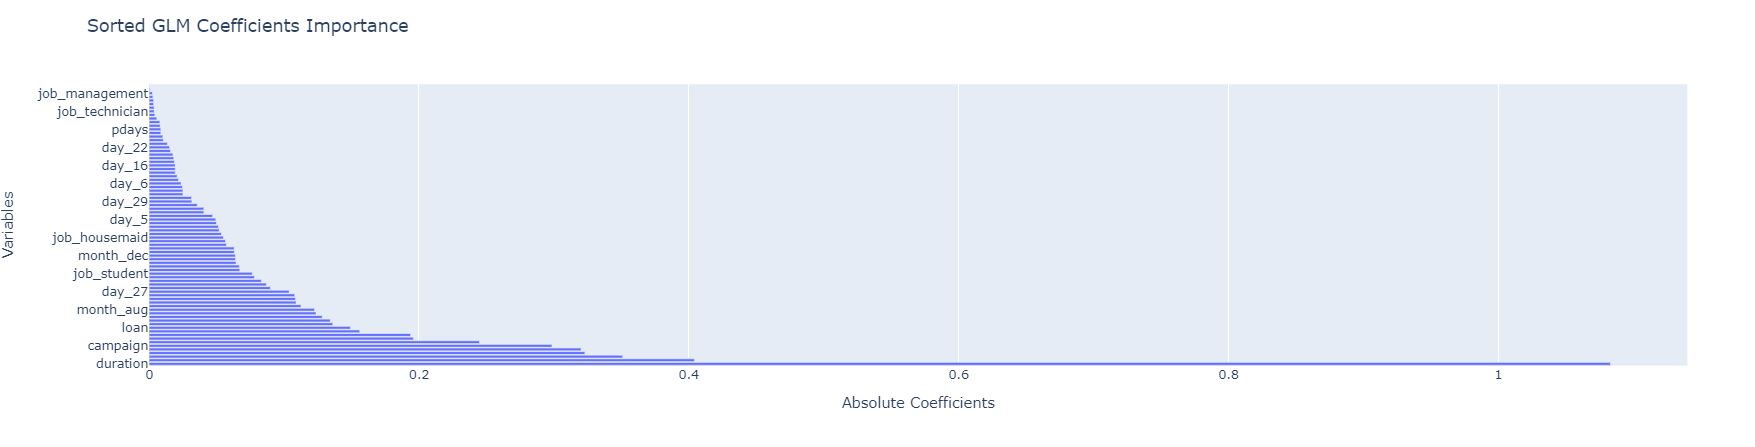 Sorted GLM Coefficients Importance
Variables
job_management
job_technician
pdays
day_22
day_16
day_6
day_29
day_5
job_housemaid
month_dec
job_student
day_27
month_aug
loan
campaign
duration
0 0.2 0.4 0.6 0.8 1
Absolute Coefficients